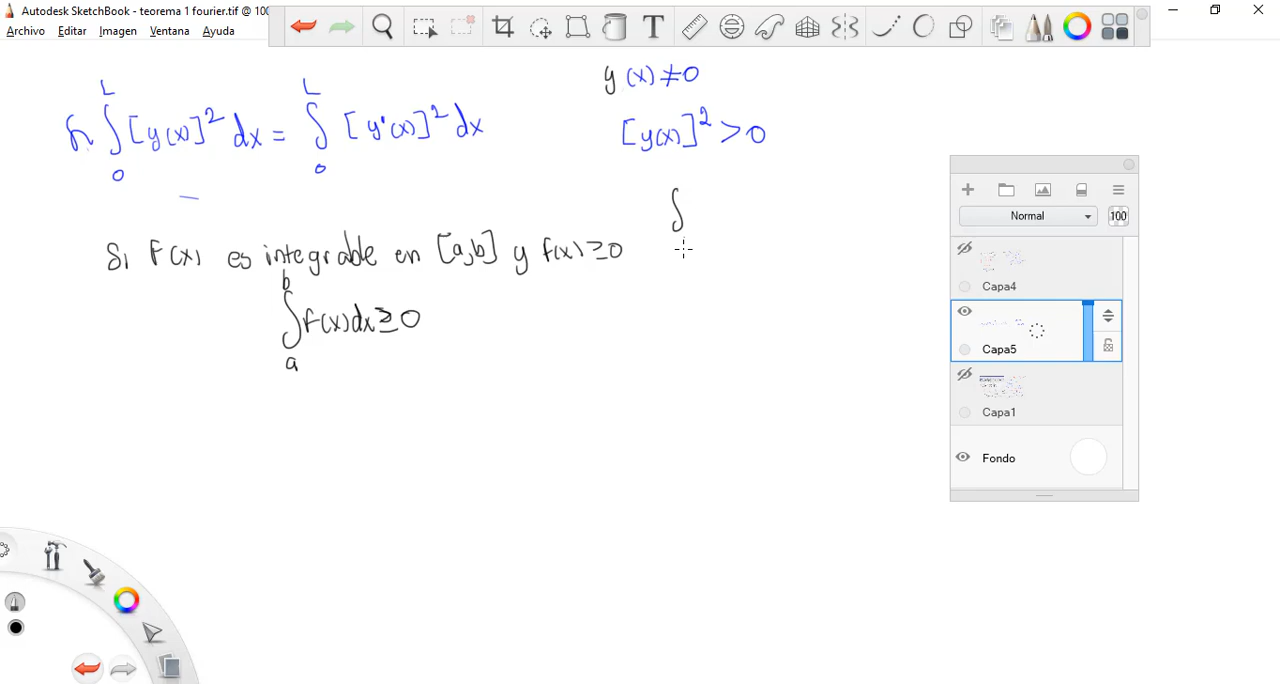 Autodesk SketchBook - teorema 1 fourier.tif @ 100
Archivo Editar Imagen Ventana Ayuda
T
y(x)≠0
∫₀ᴸ [y(x)]² dx = ∫₀ᴸ [y'(x)]² dx
[y(x)]² > 0
∫
Si F(x) es integrable en [a,b] y f(x) ≥ 0
∫ₐᵇ F(x)dx ≥ 0
Normal 100
Capa4
Capa5
Capa1
Fondo